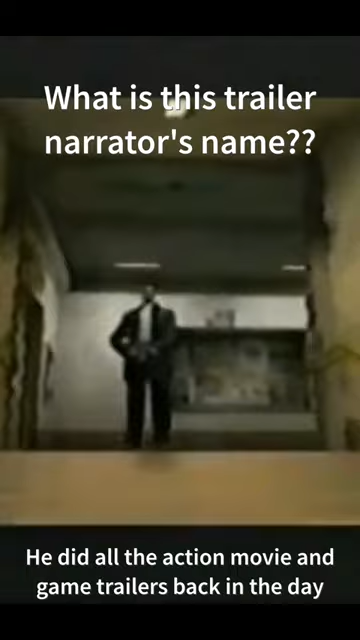 What is this trailer
narrator's name??
He did all the action movie and
game trailers back in the day